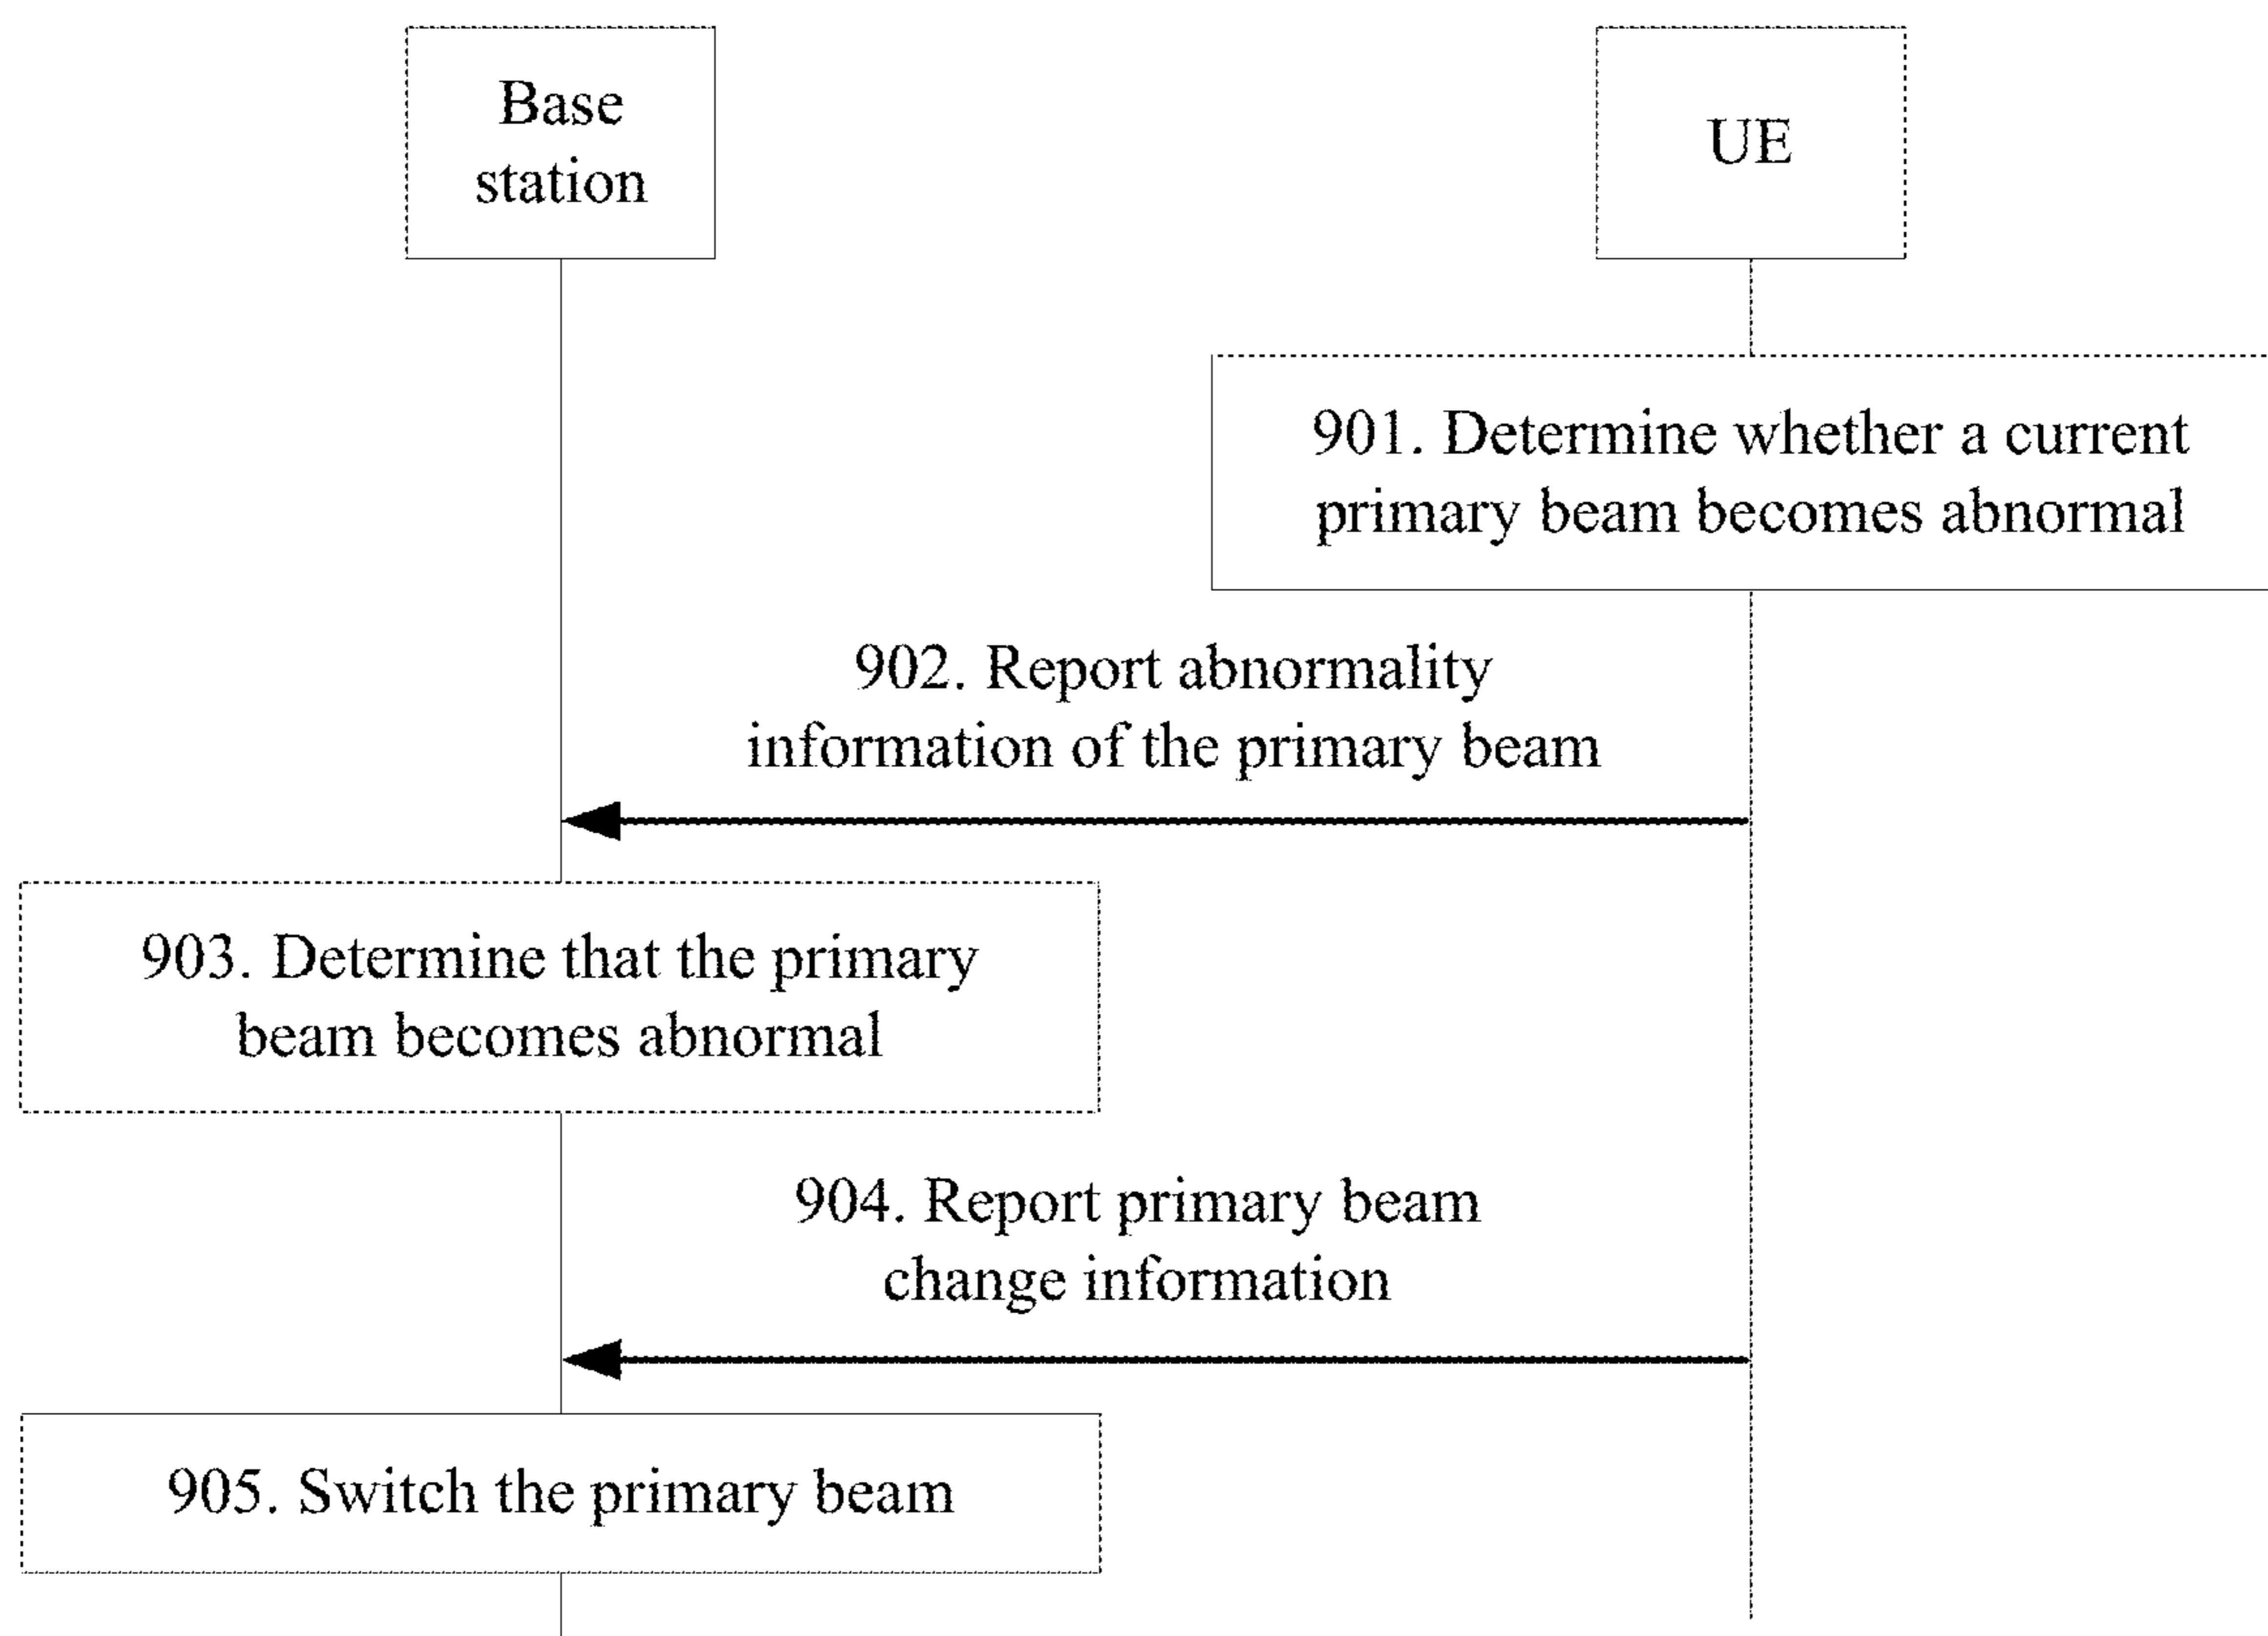 Base
station
UE
901. Determine whether a current
primary beam becomes abnormal
902. Report abnormality
information of the primary beam
903. Determine that the primary
beam becomes abnormal
904. Report primary beam
change information
905. Switch the primary beam